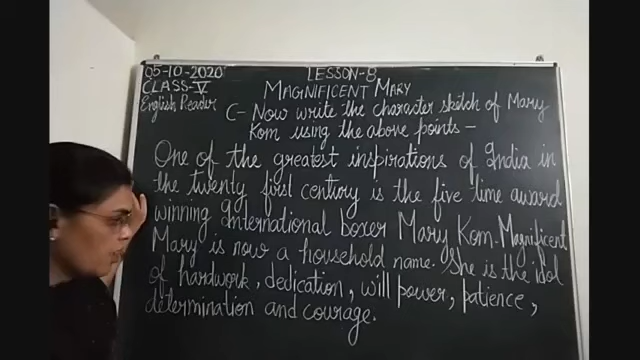 05-10-2020
CLASS-V
English Reader
LESSON-8
MAGNIFICENT MARY
C- Now write the character sketch of Mary
Kom using the above points -
One of the greatest inspirations of India in
the twenty first century is the five time award
winning International boxer Mary Kom. Magnificent
Mary is now a household name. She is the idol
of hardwork, dedication, will power, patience,
determination and courage.